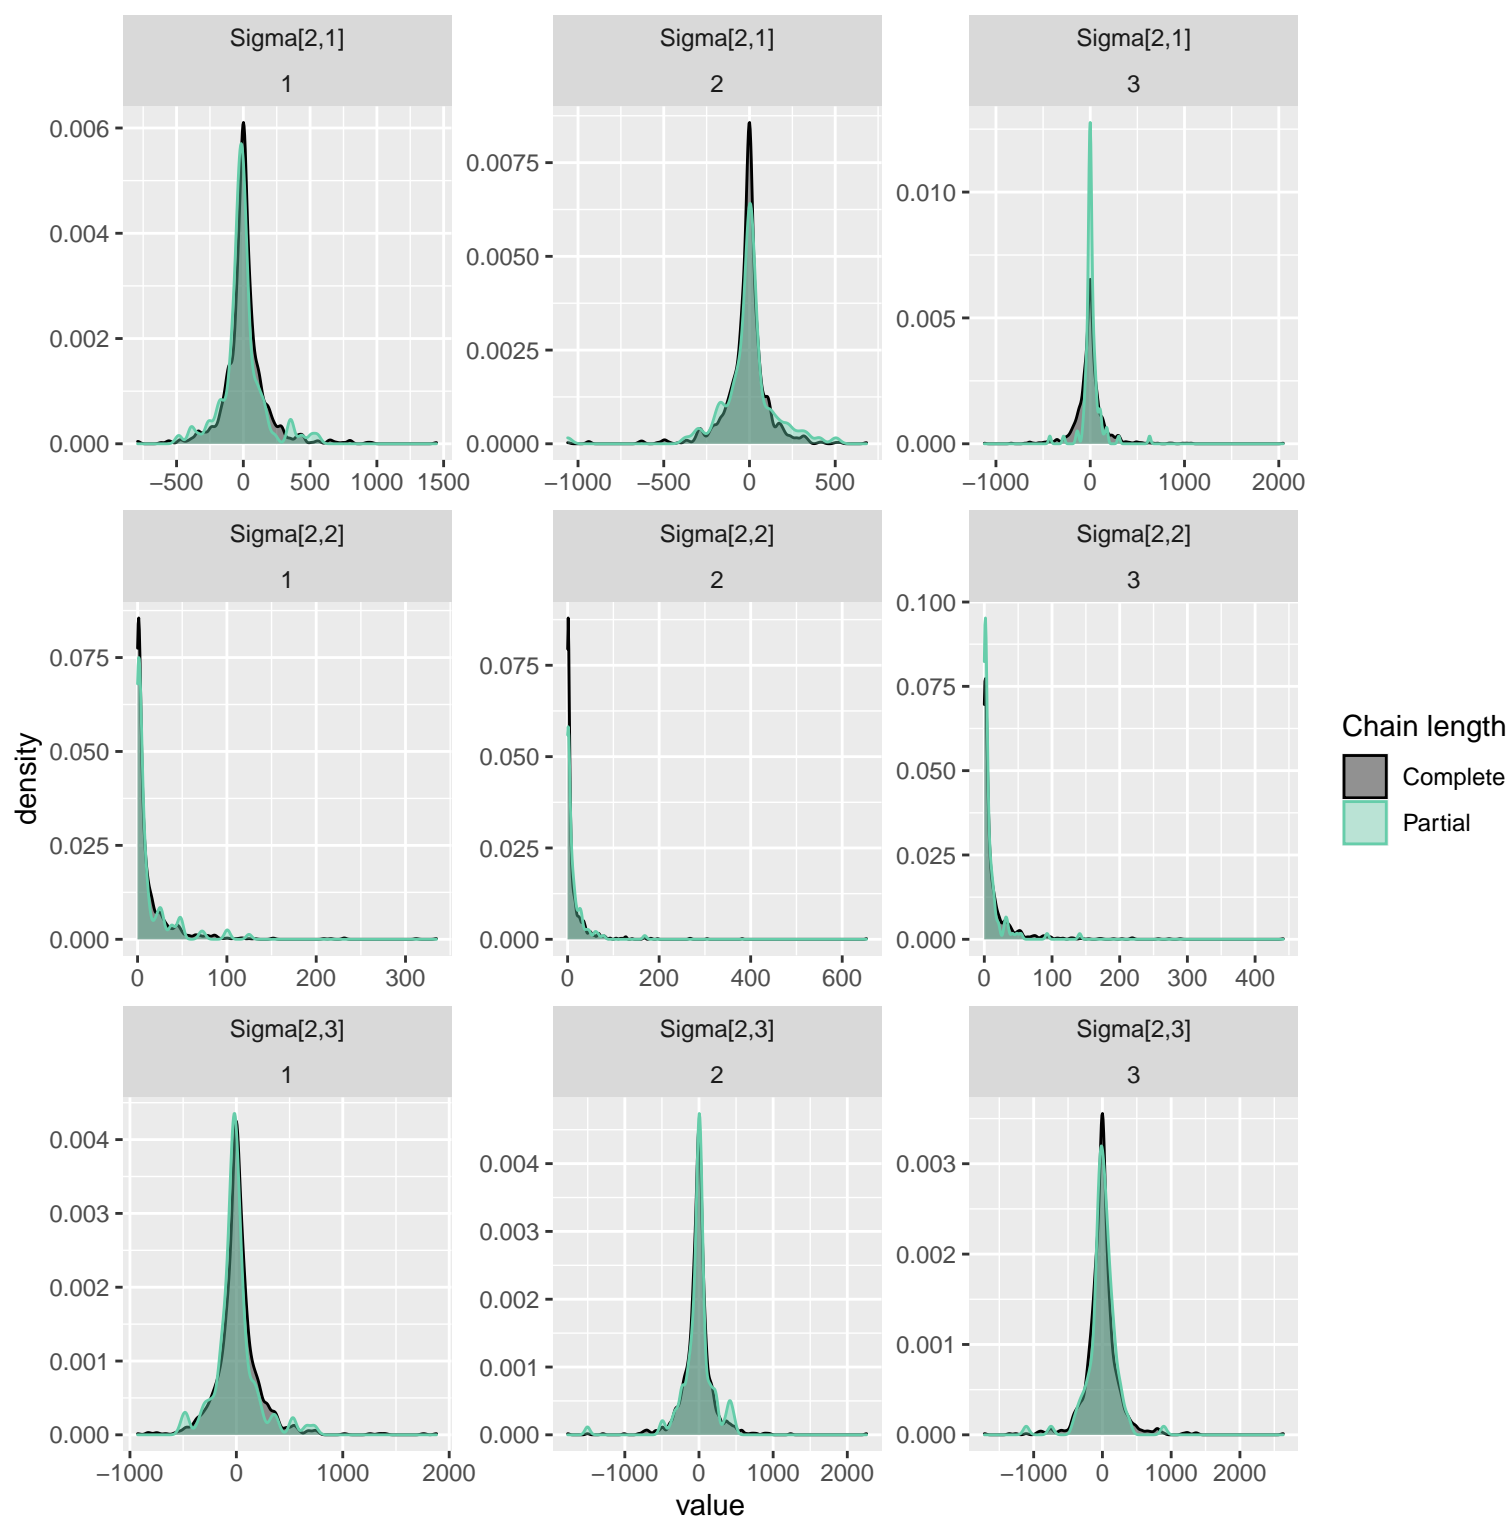 Sigma[2,1] Sigma[2,1] Sigma[2,1]
1 2 3
0.006
0.004
0.002
0.000
0.0075
0.0050
0.0025
0.0000
0.010
0.005
0.000
−500 0 500 1000 1500
−1000 −500 0 500
−1000 0 1000 2000
Sigma[2,2] Sigma[2,2] Sigma[2,2]
1 2 3
0.075
0.050
0.025
0.000
0.075
0.050
0.025
0.000
0.100
0.075
0.050
0.025
0.000
0 100 200 300
0 200 400 600
0 100 200 300 400
Sigma[2,3] Sigma[2,3] Sigma[2,3]
1 2 3
0.004
0.003
0.002
0.001
0.000
0.004
0.003
0.002
0.001
0.000
0.003
0.002
0.001
0.000
−1000 0 1000 2000
−1000 0 1000 2000
−1000 0 1000 2000
density
value
Chain length
Complete
Partial